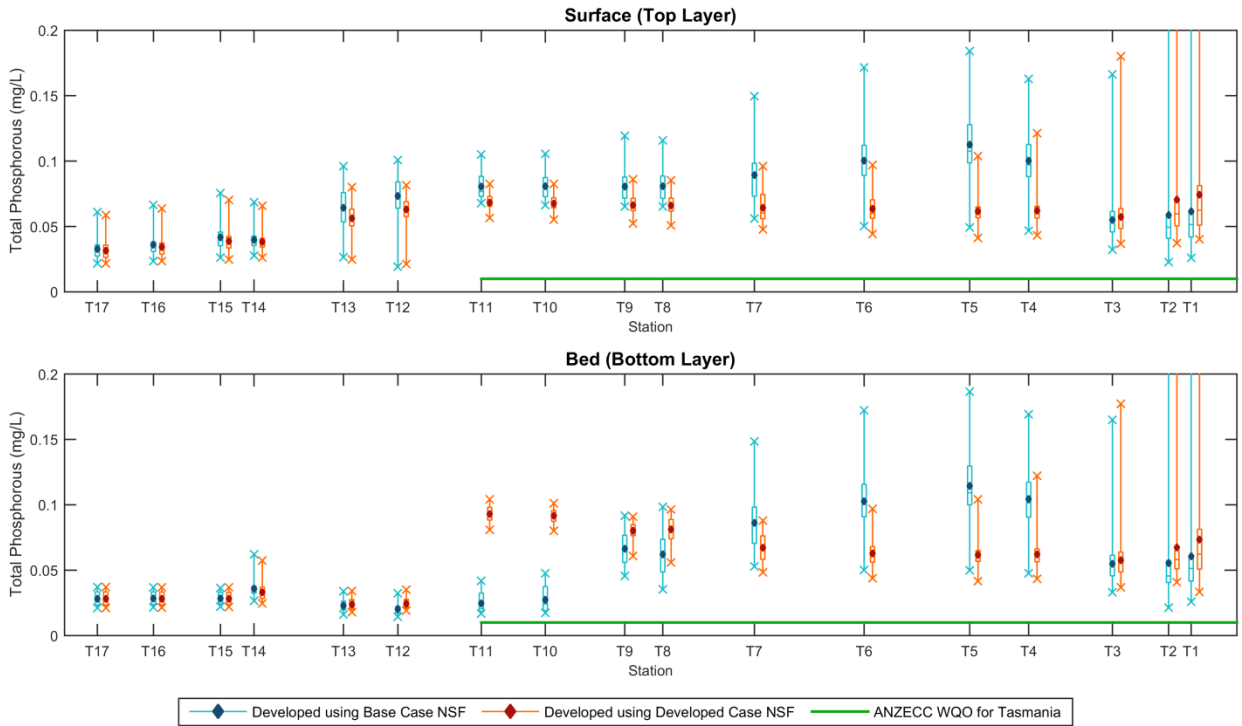 Surface (Top Layer)
0.2
0.15
0.1
0.05
0
Total Phosphorous (mg/L)
T17 T16 T15 T14 T13 T12 T11 T10 T9 T8 T7 T6 T5 T4 T3 T2 T1
Station
Bed (Bottom Layer)
0.2
0.15
0.1
0.05
0
Total Phosphorous (mg/L)
T17 T16 T15 T14 T13 T12 T11 T10 T9 T8 T7 T6 T5 T4 T3 T2 T1
Station
Developed using Base Case NSF Developed using Developed Case NSF ANZECC WQO for Tasmania